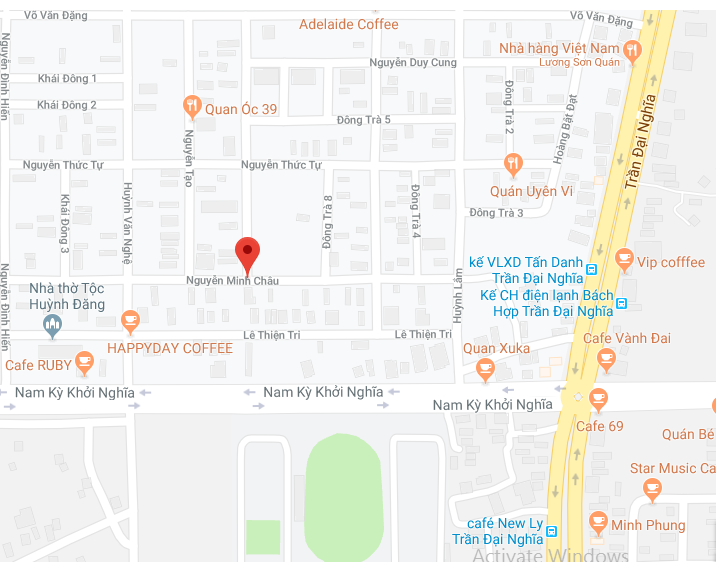 Võ Văn Đặng
Võ Văn Đặng
Adelaide Coffee
Nguyễn Đình Hiến
Nhà hàng Việt Nam
Lương Sơn Quán
Nguyễn Duy Cung
Khái Đông 1
Khái Đông 2
Quan Ốc 39
Đông Trà 5
Đông Trà 2
Hoàng Bật Đạt
Trần Đại Nghĩa
Nguyễn Tạo
Nguyễn Thức Tự
Nguyễn Thức Tự
Quán Uyên Vi
Khái Đông 3
Huỳnh Văn Nghệ
Đông Trà 8
Đông Trà 4
Đông Trà 3
Nguyễn Minh Châu
Huỳnh Lắm
kế VLXD Tấn Danh
Trần Đại Nghĩa
Vip cofffee
Nguyễn Đình Hiến
Nhà thờ Tộc
Huỳnh Đăng
Kế CH điện lạnh Bách
Hợp Trần Đại Nghĩa
Lê Thiện Trị
Lê Thiện Trị
HAPPYDAY COFFEE
Quan Xuka
Cafe Vành Đai
Cafe RUBY
Nam Kỳ Khởi Nghĩa
Nam Kỳ Khởi Nghĩa
Nam Kỳ Khởi Nghĩa
Cafe 69
Quán Bé
Star Music Ca
café New Ly
Trần Đại Nghĩa
Minh Phung
Activate Windows